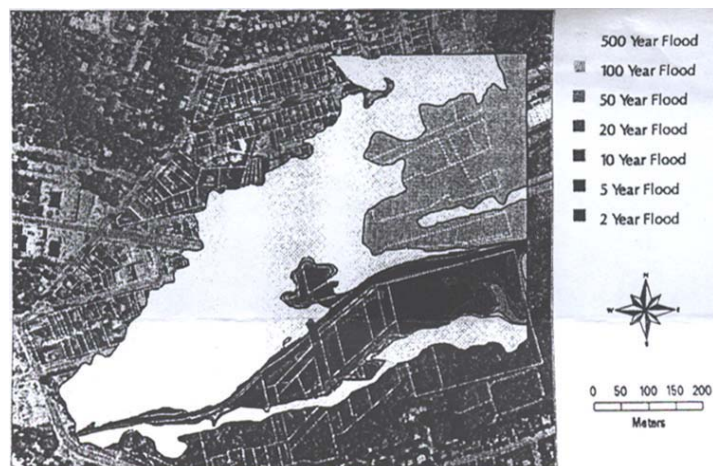 500 Year Flood
100 Year Flood
50 Year Flood
20 Year Flood
10 Year Flood
5 Year Flood
2 Year Flood
N
W E
S
0 50 100 150 200
Meters